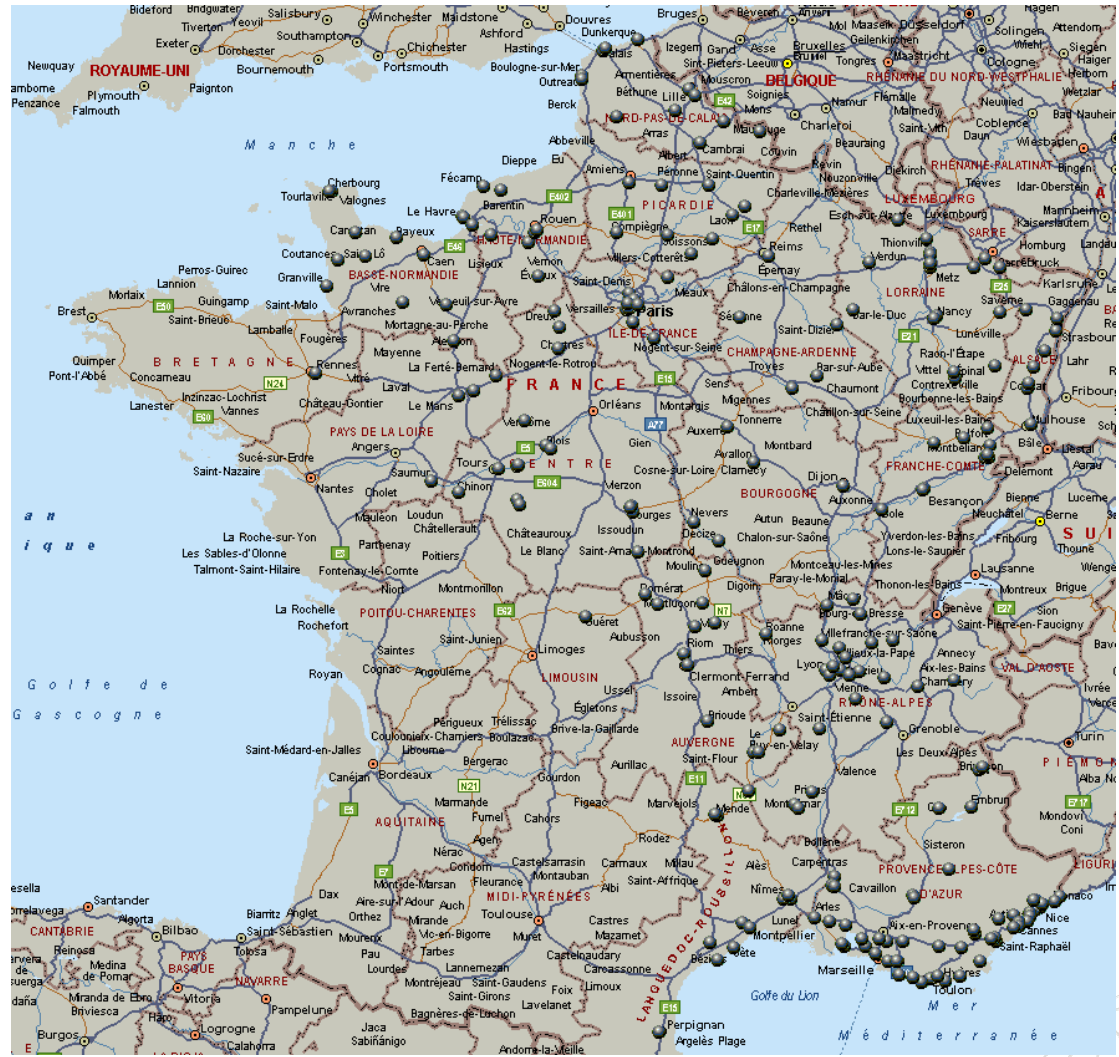 Bideford
Bridgwater
Yeovil
Salisbury
Winchester
Maidstone
Douvres
Bruges
Beveren
Anvers
Mol
Maaseik
Düsseldorf
Hagen
Tiverton
Southampton
Ashford
Dunkerque
Gand
Asse
Bruxelles
Geilenkirchen
Attendorn
Exeter
Dorchester
Chichester
Hastings
Calais
Izegem
Sint-Pieters-Leeuw
Tongres
Maastricht
Cologne
Wiehl
Siegen
Newquay
ROYAUME-UNI
Bournemouth
Portsmouth
Boulogne-sur-Mer
Armentières
Mouscron
BELGIQUE
RHÉNANIE DU NORD-WESTPHALIE
Haiger
Herborn
Plymouth
Paignton
Outreau
Béthune
Lille
Soignies
Namur
Flémalle
Neuwied
Wetzlar
Penzance
Falmouth
Berck
E42
Mons
Charleroi
Malmedy
Coblence
Bad Nauheim
NORD-PAS-DE-CALAI
Arras
Maubeuge
Saint-Vith
Daun
Wiesbaden
Manche
Abbeville
Cambrai
Couvin
Beauraing
Bingen
Dieppe
Eu
Albert
Revin
RHÉNANIE-PALATINAT
Fécamp
Amiens
Péronne
Saint-Quentin
Nouzonville
Diekirch
Trèves
Cherbourg
Tourlaville
Valognes
Barentin
E402
PICARDIE
Charleville-Mézières
LUXEMBOURG
Idar-Oberstein
Le Havre
Rouen
E401
Laon
Rethel
Esch-sur-Alzette
Luxembourg
Mannheim
Kaiserslautern
Carentan
Bayeux
E46
HAUTE-NORMANDIE
Compiègne
E17
Thionville
SARRE
Homburg
Landau
Coutances
Saint-Lô
Caen
Lisieux
Vernon
Soissons
Reims
Villers-Cotterêts
Verdun
Sarrebruck
Perros-Guirec
Granville
BASSE-NORMANDIE
Évreux
Épernay
Metz
E25
Karlsruhe
Lannion
Vire
Saint-Denis
Meaux
Châlons-en-Champagne
LORRAINE
Saverne
Gaggenau
Morlaix
Guingamp
Saint-Malo
Verneuil-sur-Avre
Versailles
Paris
Sézanne
Bar-le-Duc
Nancy
Strasbourg
Brest
E50
Saint-Brieuc
Avranches
Dreux
ILE-DE-FRANCE
Saint-Dizier
E21
Lunéville
Lamballe
Mortagne-au-Perche
Nogent-sur-Seine
CHAMPAGNE-ARDENNE
Raon-l'Étape
ALSACE
Lahr
Fougères
Mayenne
Alençon
Chartres
Troyes
Bar-sur-Aube
Vittel
Épinal
Quimper
BRETAGNE
Rennes
Nogent-le-Rotrou
E15
Contrexéville
Colmar
Fribourg
Pont-l'Abbé
Concarneau
N24
Vitré
Laval
La Ferté-Bernard
FRANCE
Sens
Chaumont
Bourbonne-les-Bains
Inzinzac-Lochrist
Lanester
Vannes
Château-Gontier
Le Mans
Orléans
Montargis
Migennes
Châtillon-sur-Seine
Luxeuil-les-Bains
Mulhouse
Schopf
E60
PAYS DE LA LOIRE
Vendôme
A77
Auxerre
Tonnerre
Belfort
Bâle
Sucé-sur-Erdre
Angers
E5
Blois
Gien
Montbard
Montbéliard
Liestal
Saint-Nazaire
Saumur
Tours
CENTRE
Cosne-sur-Loire
Avallon
Clamecy
Dijon
FRANCHE-COMTÉ
Delémont
Aarau
Nantes
Cholet
Chinon
E604
Vierzon
BOURGOGNE
Auxonne
Besançon
Bienne
Lucerne
Mauléon
Loudun
Bourges
Nevers
Dole
Neuchâtel
Berne
an
ique
La Roche-sur-Yon
Châtellerault
Issoudun
Autun
Beaune
Fribourg
SUI
Les Sables-d'Olonne
Parthenay
Châteauroux
Decize
Chalon-sur-Saône
Yverdon-les-Bains
Thoune
Talmont-Saint-Hilaire
E3
Poitiers
Le Blanc
Saint-Amand-Montrond
Lons-le-Saunier
Lausanne
Fontenay-le-Comte
Moulins
Gueugnon
Montceau-les-Mines
Montreux
Niort
Montmorillon
Domérat
Digoin
Paray-le-Monial
Thonon-les-Bains
Brigue
La Rochelle
POITOU-CHARENTES
E62
Montluçon
N7
Mâcon
Bourg-en-Bresse
Genève
E27
Sion
Rochefort
Guéret
Vichy
Roanne
Saint-Pierre-en-Faucigny
Saint-Junien
Aubusson
Riom
Villefranche-sur-Saône
Saintes
Limoges
Thiers
Annecy
Golfe de
Gascogne
Cognac
Angoulême
Clermont-Ferrand
Lyon
Aix-les-Bains
VAL D'AOSTE
Royan
LIMOUSIN
Ussel
Ambert
Vienne
Chambéry
Ivrée
Issoire
RHÔNE-ALPES
Égletons
Périgueux
Trélissac
Brioude
Saint-Étienne
Saint-Médard-en-Jalles
Coulounieix-Chamiers
Boulazac
Brive-la-Gaillarde
AUVERGNE
Le Puy-en-Velay
Grenoble
Turin
Libourne
Saint-Flour
Les Deux-Alpes
Canéjan
Bordeaux
Bergerac
Aurillac
Valence
Briançon
PIÉMON
Gourdon
E11
N21
Marmande
Figeac
Marvejols
Mende
Privas
Montélimar
Embrun
E717
E5
Fumel
Cahors
E712
Mondovi
AQUITAINE
Agen
Rodez
Coni
Nérac
Castelsarrasin
Carmaux
Millau
Alès
Bollène
Sisteron
E7
Condom
Montauban
Carpentras
LIGURI
Mont-de-Marsan
Fleurance
Albi
Saint-Affrique
PROVENCE-ALPES-CÔTE
D'AZUR
Dax
Aire-sur-l'Adour
Auch
MIDI-PYRÉNÉES
Nîmes
Cavaillon
Monaco
Santander
Biarritz
Anglet
Orthez
Mirande
Toulouse
LANGUEDOC-ROUSSILLON
Lunel
Arles
Nice
Algorta
Saint-Sébastien
Vic-en-Bigorre
Castres
Montpellier
Aix-en-Provence
Cannes
CANTABRIE
Bilbao
Mourenx
Tarbes
Muret
Mazamet
Saint-Raphaël
Reinosa
Tolosa
Pau
Castelnaudary
Béziers
Sète
Marseille
Medina de Pomar
PAYS BASQUE
NAVARRE
Lourdes
Lannemezan
Carcassonne
Hyères
Montréjeau
Saint-Gaudens
Foix
Limoux
Toulon
Miranda de Ebro
Vitoria
Pampelune
Saint-Girons
Lavelanet
Golfe du Lion
Mer
Méditerranée
Briviesca
Haro
Bagnères-de-Luchon
E15
Logrogne
Jaca
Perpignan
Burgos
Calahorra
Sabiñánigo
Argelès Plage
Andorre-la-Vieille